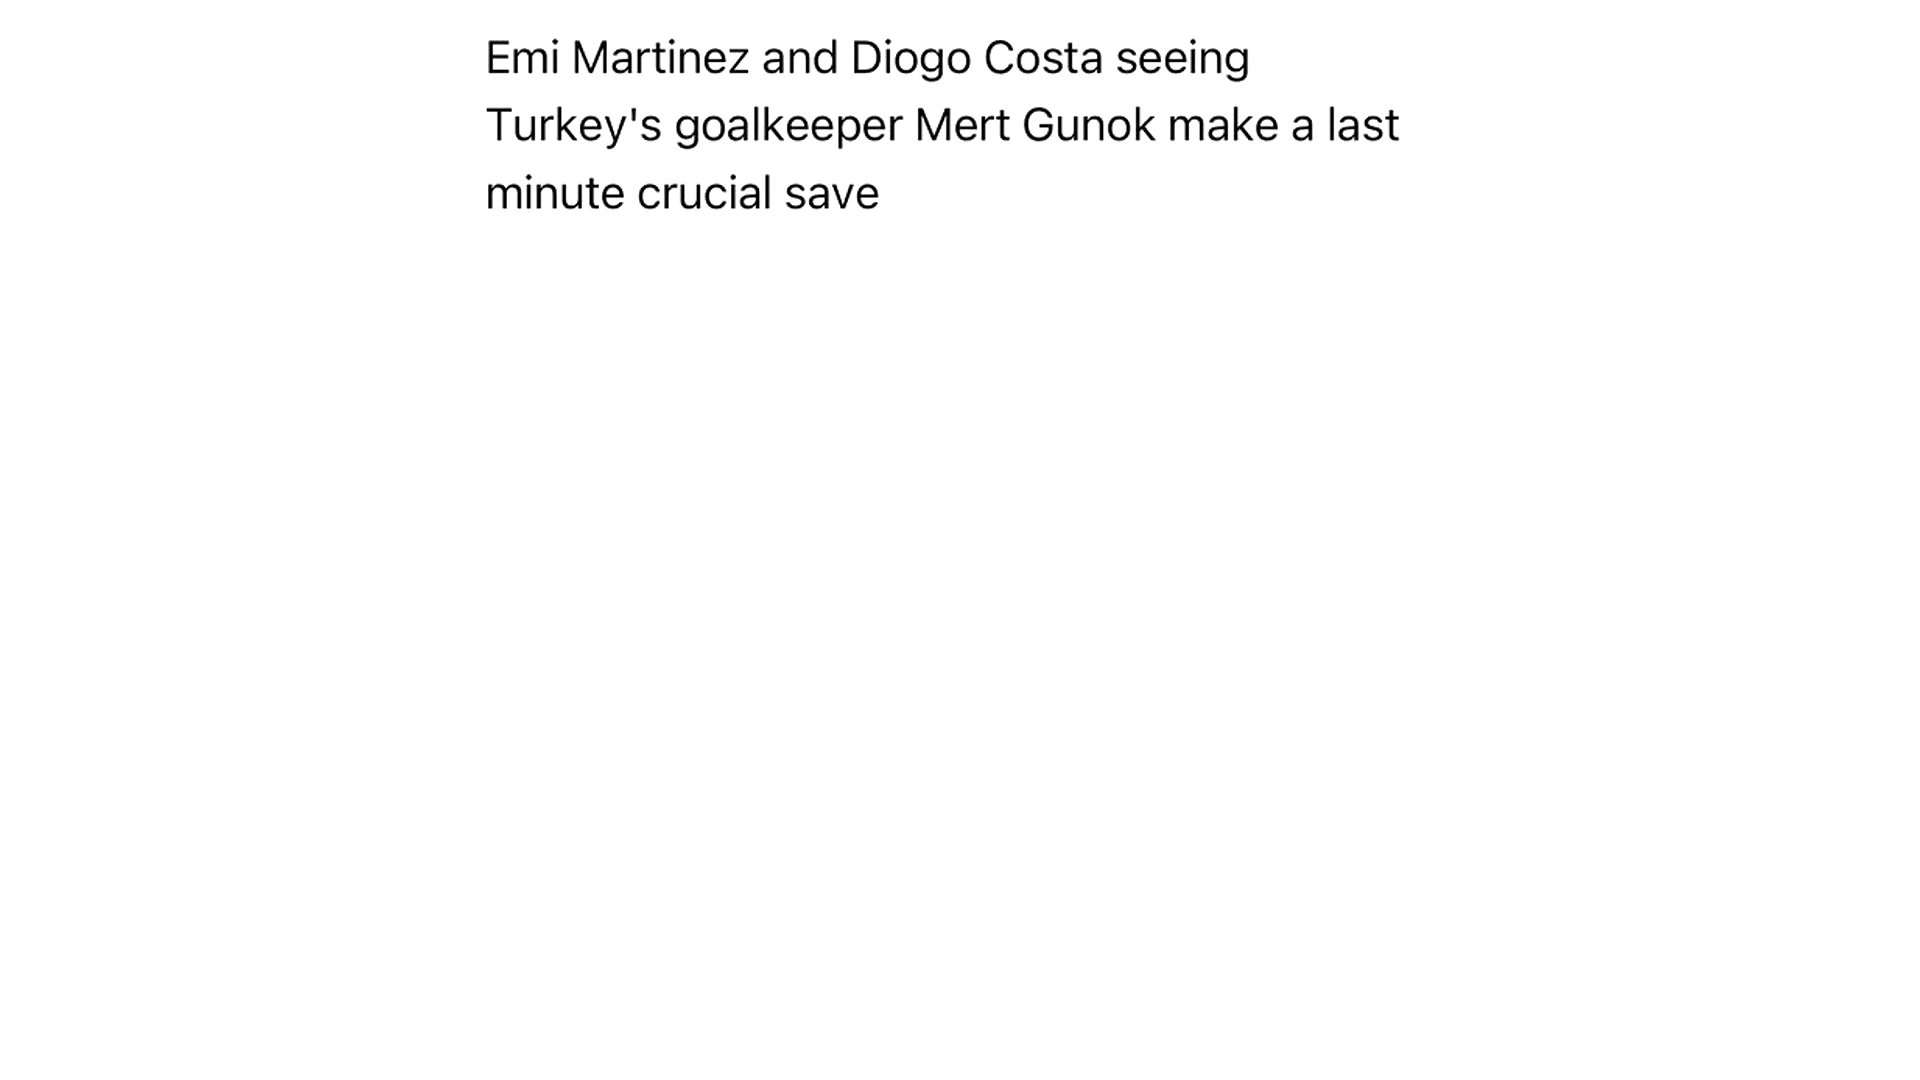 Emi Martinez and Diogo Costa seeing
Turkey's goalkeeper Mert Gunok make a last
minute crucial save